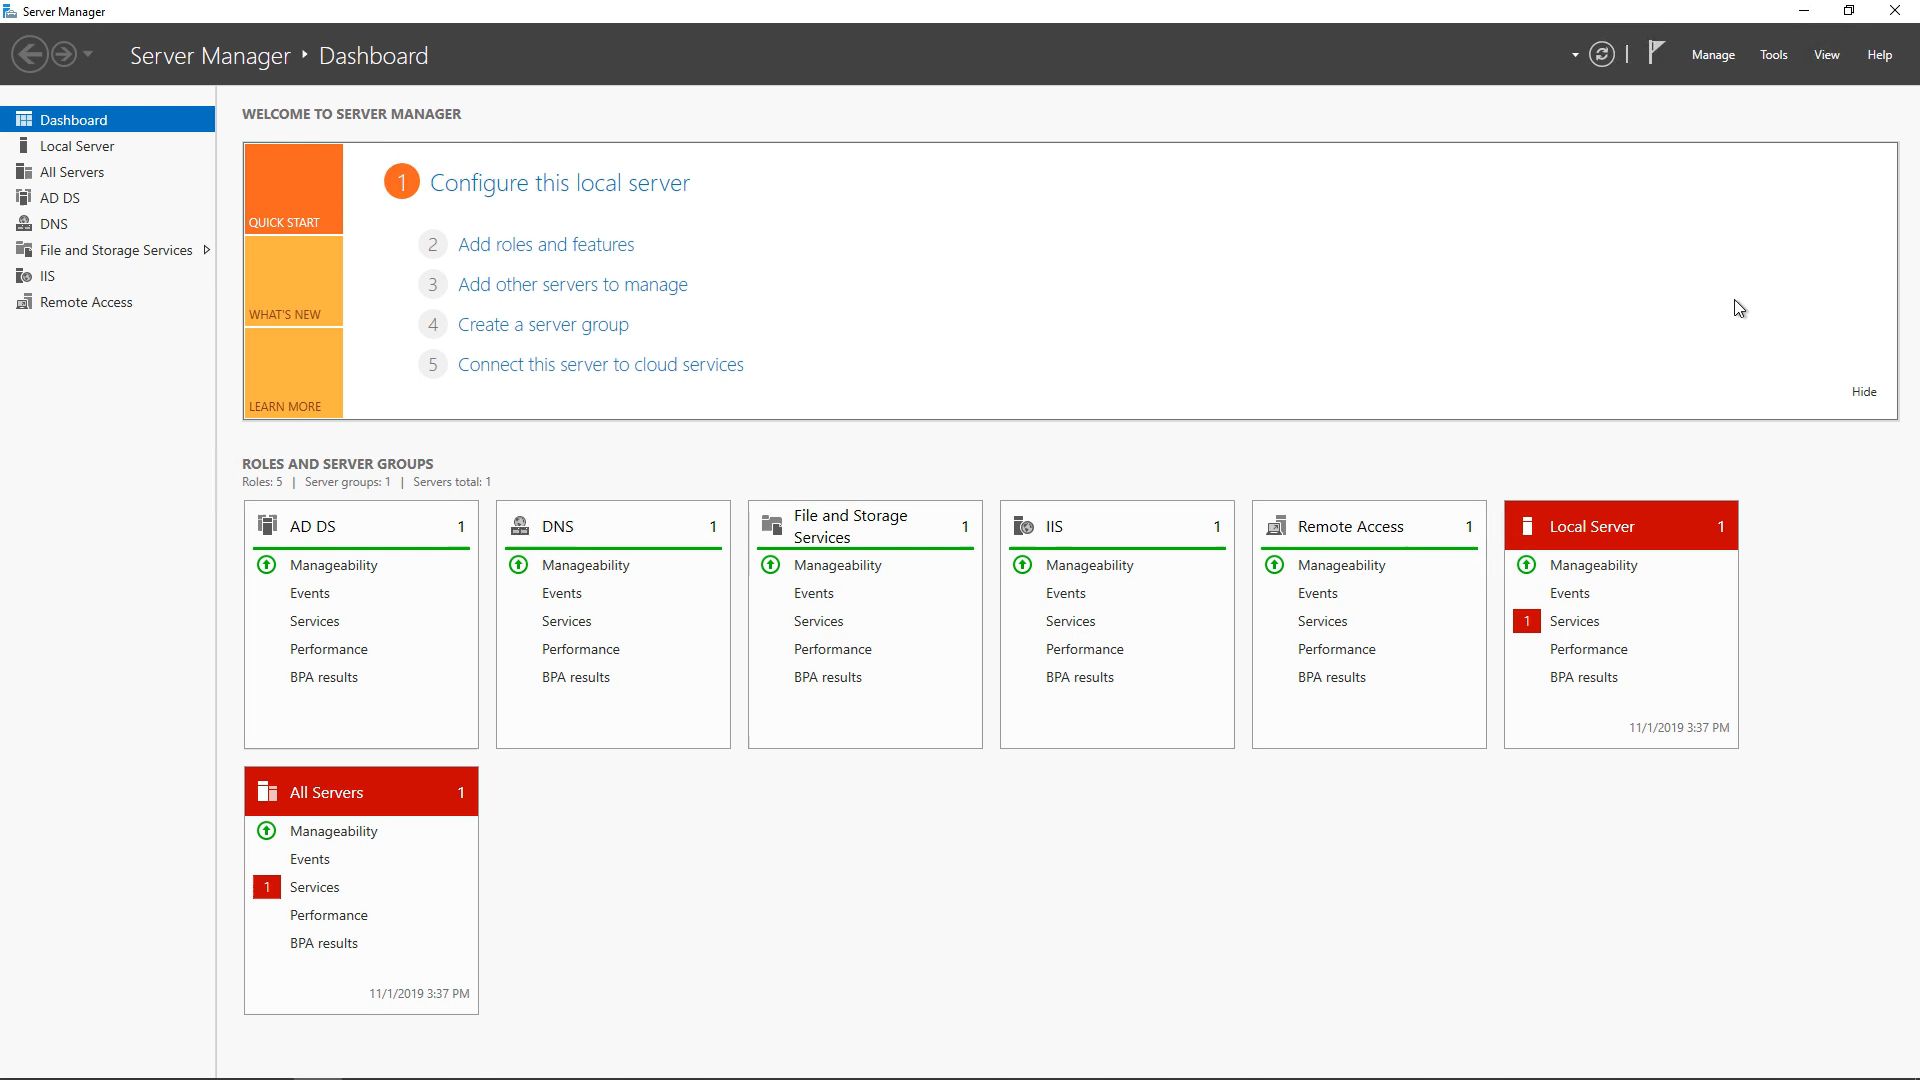 Server Manager
Server Manager ‣ Dashboard
Manage Tools View Help
Dashboard
Local Server
All Servers
AD DS
DNS
File and Storage Services
IIS
Remote Access
WELCOME TO SERVER MANAGER
QUICK START
WHAT'S NEW
LEARN MORE
1 Configure this local server
2 Add roles and features
3 Add other servers to manage
4 Create a server group
5 Connect this server to cloud services
Hide
ROLES AND SERVER GROUPS
Roles: 5 | Server groups: 1 | Servers total: 1
AD DS 1
Manageability
Events
Services
Performance
BPA results
DNS 1
Manageability
Events
Services
Performance
BPA results
File and Storage
Services 1
Manageability
Events
Services
Performance
BPA results
IIS 1
Manageability
Events
Services
Performance
BPA results
Remote Access 1
Manageability
Events
Services
Performance
BPA results
Local Server 1
Manageability
Events
1 Services
Performance
BPA results
11/1/2019 3:37 PM
All Servers 1
Manageability
Events
1 Services
Performance
BPA results
11/1/2019 3:37 PM